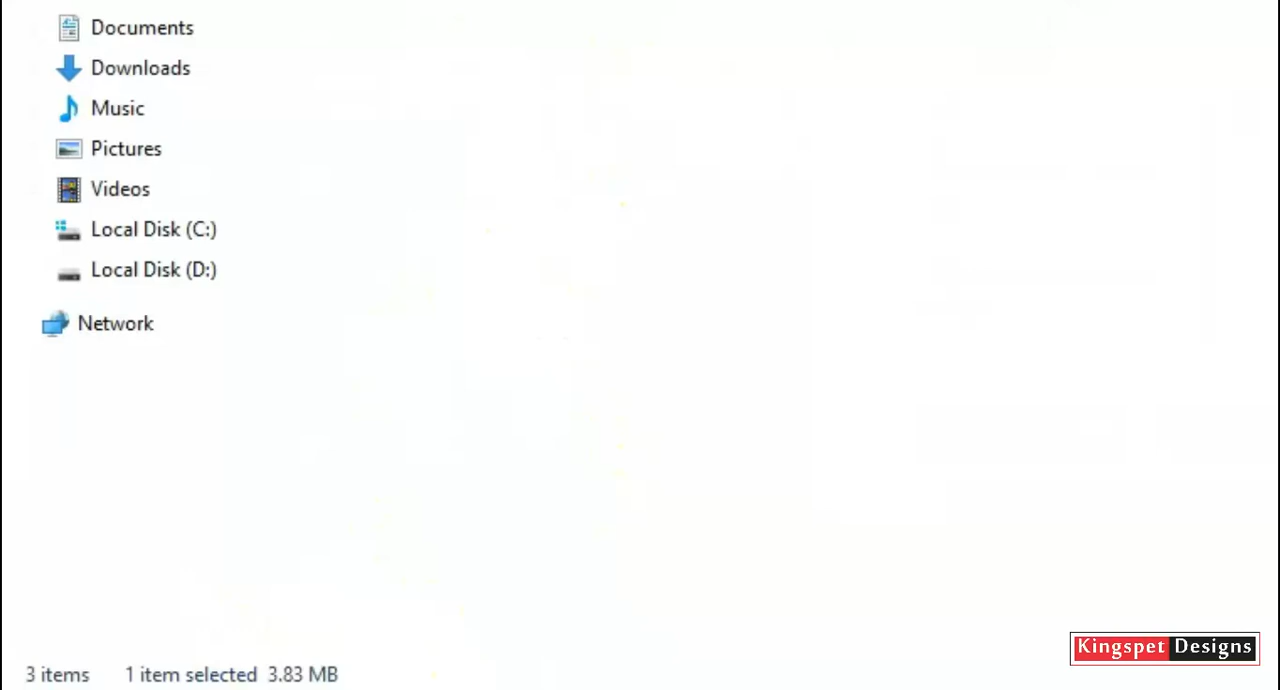 Documents
Downloads
Music
Pictures
Videos
Local Disk (C:)
Local Disk (D:)
Network
3 items 1 item selected 3.83 MB
Kingspet Designs